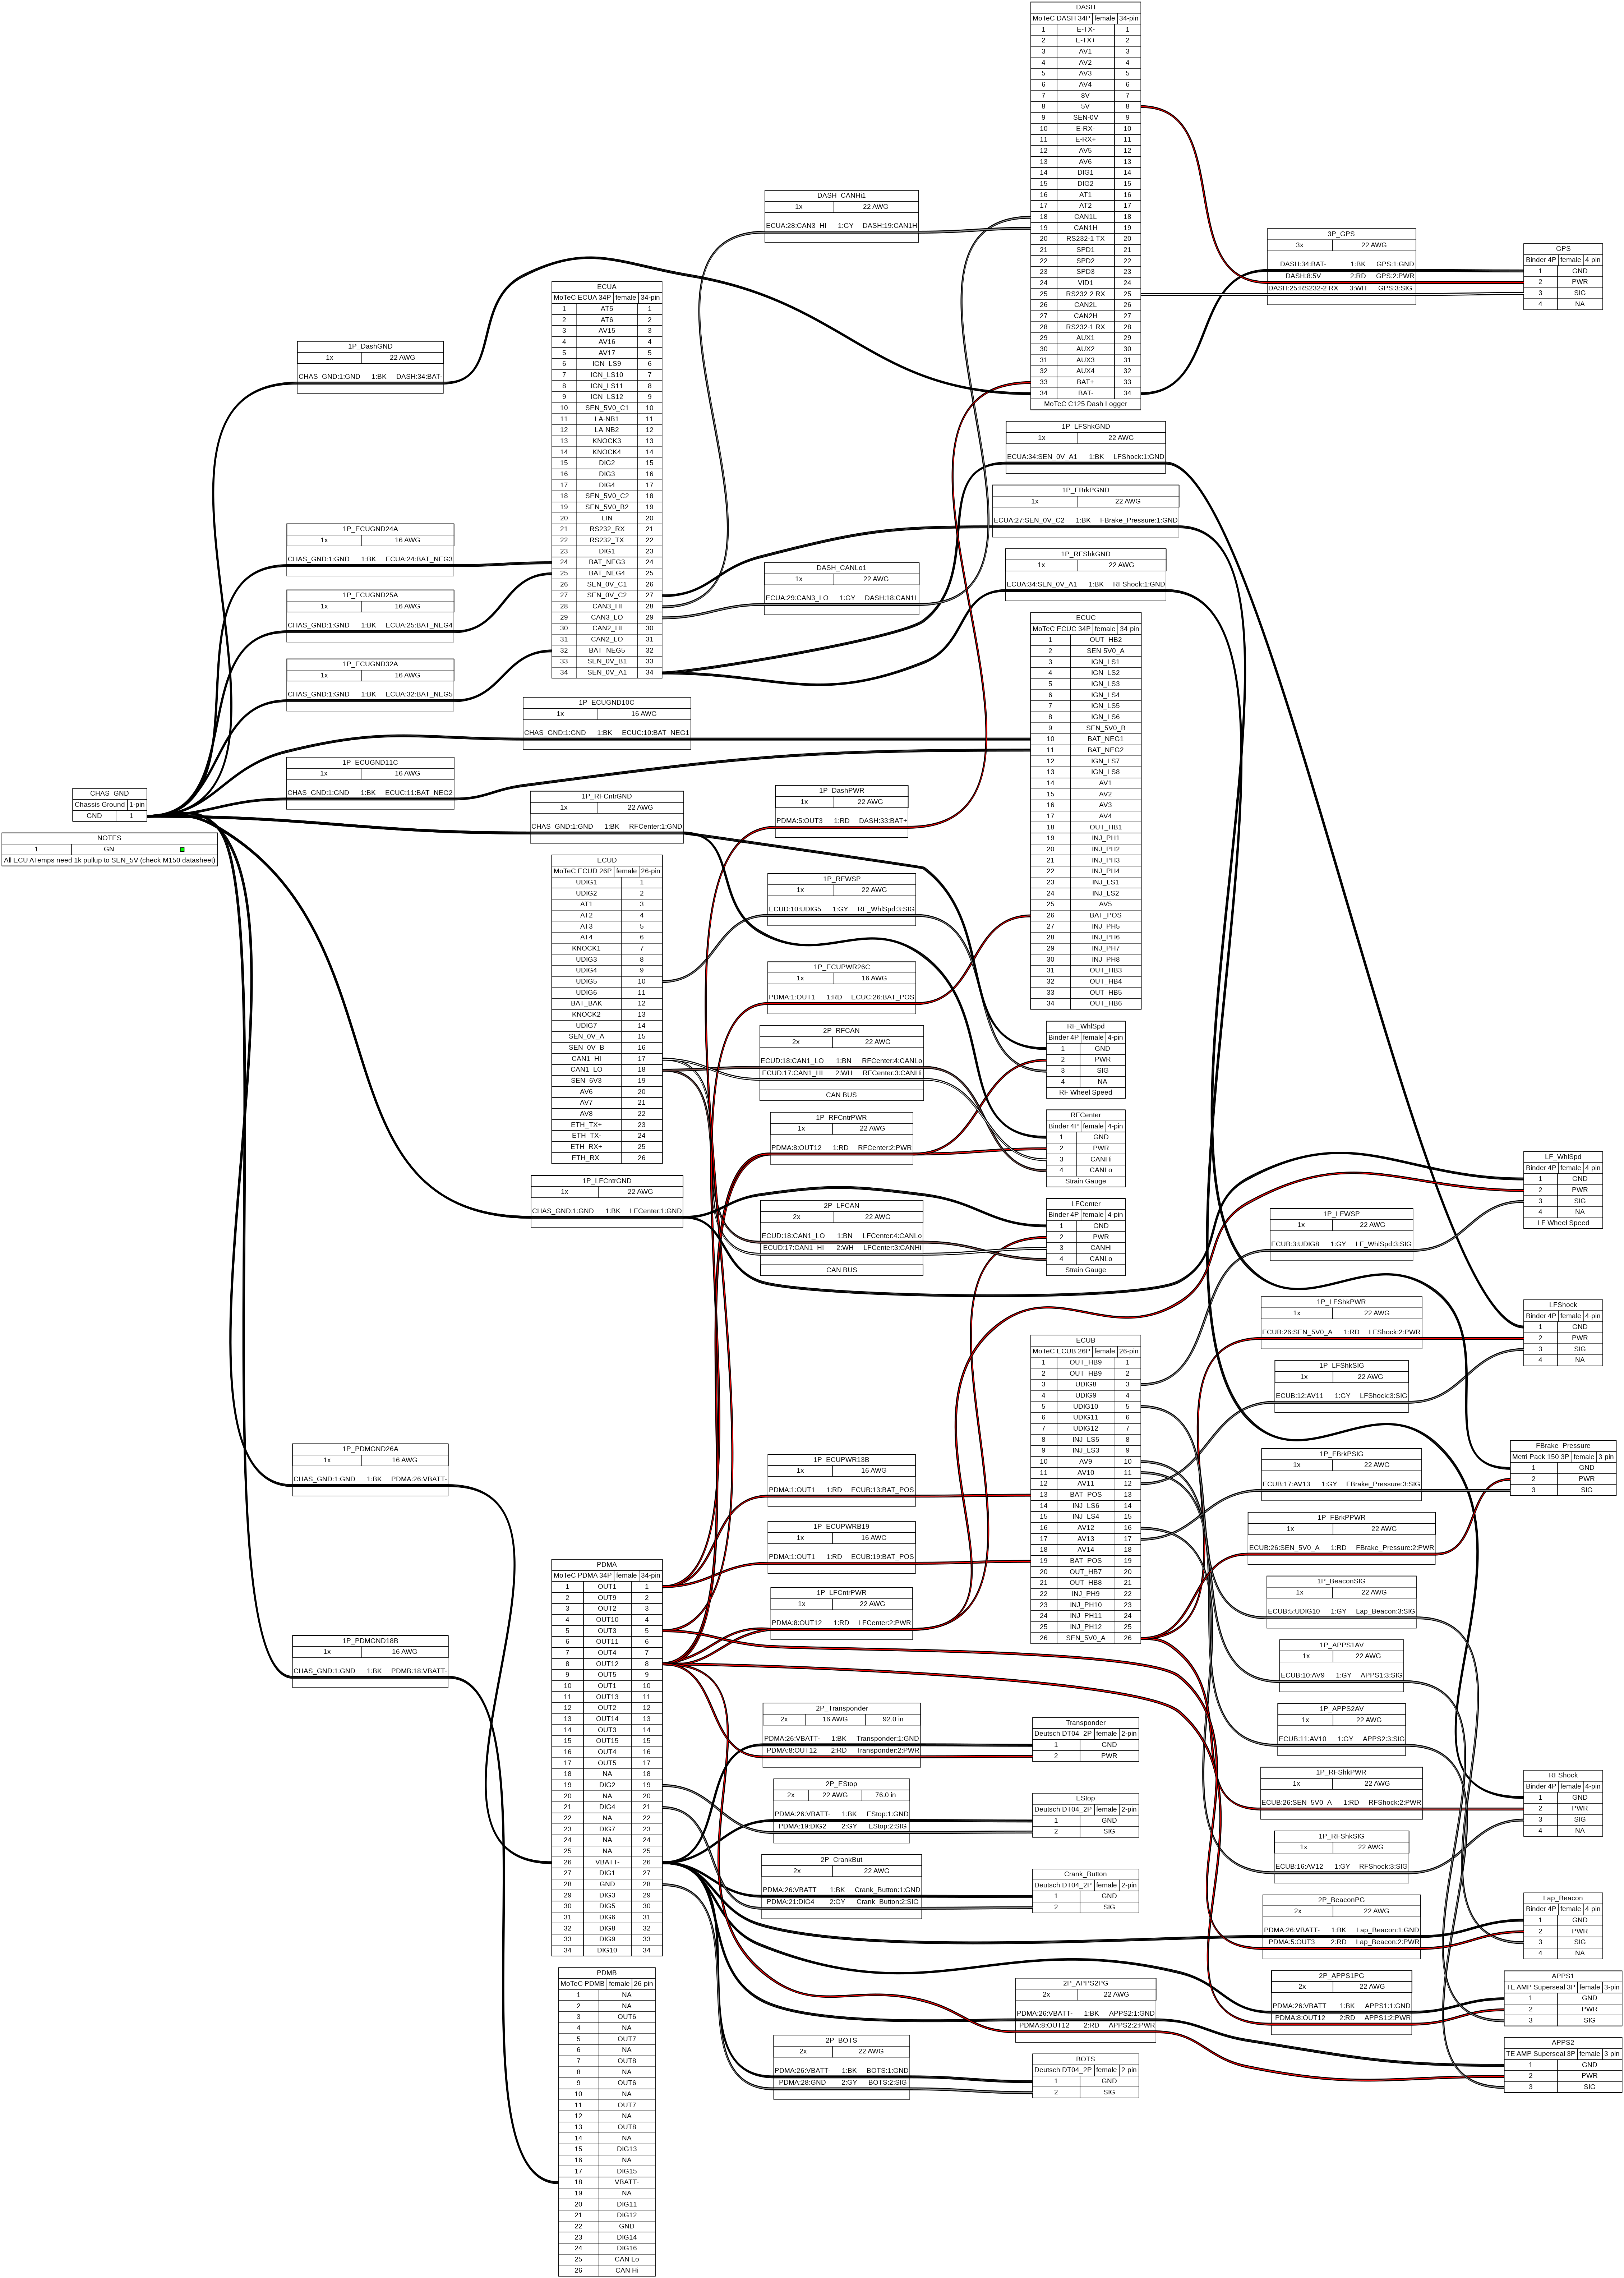 CHAS_GND
Chassis Ground 1-pin
GND 1
NOTES
1 GN
All ECU ATemps need 1k pullup to SEN_5V (check M150 datasheet)
1P_DashGND
1x 22 AWG
CHAS_GND:1:GND 1:BK DASH:34:BAT-
1P_ECUGND24A
1x 16 AWG
CHAS_GND:1:GND 1:BK ECUA:24:BAT_NEG3
1P_ECUGND25A
1x 16 AWG
CHAS_GND:1:GND 1:BK ECUA:25:BAT_NEG4
1P_ECUGND32A
1x 16 AWG
CHAS_GND:1:GND 1:BK ECUA:32:BAT_NEG5
1P_ECUGND11C
1x 16 AWG
CHAS_GND:1:GND 1:BK ECUC:11:BAT_NEG2
1P_PDMGND26A
1x 16 AWG
CHAS_GND:1:GND 1:BK PDMA:26:VBATT-
1P_PDMGND18B
1x 16 AWG
CHAS_GND:1:GND 1:BK PDMB:18:VBATT-
ECUA
MoTeC ECUA 34P female 34-pin
1 AT5 1
2 AT6 2
3 AV15 3
4 AV16 4
5 AV17 5
6 IGN_LS9 6
7 IGN_LS10 7
8 IGN_LS11 8
9 IGN_LS12 9
10 SEN_5V0_C1 10
11 LA-NB1 11
12 LA-NB2 12
13 KNOCK3 13
14 KNOCK4 14
15 DIG2 15
16 DIG3 16
17 DIG4 17
18 SEN_5V0_C2 18
19 SEN_5V0_B2 19
20 LIN 20
21 RS232_RX 21
22 RS232_TX 22
23 DIG1 23
24 BAT_NEG3 24
25 BAT_NEG4 25
26 SEN_0V_C1 26
27 SEN_0V_C2 27
28 CAN3_HI 28
29 CAN3_LO 29
30 CAN2_HI 30
31 CAN2_LO 31
32 BAT_NEG5 32
33 SEN_0V_B1 33
34 SEN_0V_A1 34
1P_ECUGND10C
1x 16 AWG
CHAS_GND:1:GND 1:BK ECUC:10:BAT_NEG1
1P_RFCntrGND
1x 22 AWG
CHAS_GND:1:GND 1:BK RFCenter:1:GND
ECUD
MoTeC ECUD 26P female 26-pin
UDIG1 1
UDIG2 2
AT1 3
AT2 4
AT3 5
AT4 6
KNOCK1 7
UDIG3 8
UDIG4 9
UDIG5 10
UDIG6 11
BAT_BAK 12
KNOCK2 13
UDIG7 14
SEN_0V_A 15
SEN_0V_B 16
CAN1_HI 17
CAN1_LO 18
SEN_6V3 19
AV6 20
AV7 21
AV8 22
ETH_TX+ 23
ETH_TX- 24
ETH_RX+ 25
ETH_RX- 26
1P_LFCntrGND
1x 22 AWG
CHAS_GND:1:GND 1:BK LFCenter:1:GND
PDMA
MoTeC PDMA 34P female 34-pin
1 OUT1 1
2 OUT9 2
3 OUT2 3
4 OUT10 4
5 OUT3 5
6 OUT11 6
7 OUT4 7
8 OUT12 8
9 OUT5 9
10 OUT1 10
11 OUT13 11
12 OUT2 12
13 OUT14 13
14 OUT3 14
15 OUT15 15
16 OUT4 16
17 OUT5 17
18 NA 18
19 DIG2 19
20 NA 20
21 DIG4 21
22 NA 22
23 DIG7 23
24 NA 24
25 NA 25
26 VBATT- 26
27 DIG1 27
28 GND 28
29 DIG3 29
30 DIG5 30
31 DIG6 31
32 DIG8 32
33 DIG9 33
34 DIG10 34
PDMB
MoTeC PDMB female 26-pin
1 NA
2 NA
3 OUT6
4 NA
5 OUT7
6 NA
7 OUT8
8 NA
9 OUT6
10 NA
11 OUT7
12 NA
13 OUT8
14 NA
15 DIG13
16 NA
17 DIG15
18 VBATT-
19 NA
20 DIG11
21 DIG12
22 GND
23 DIG14
24 DIG16
25 CAN Lo
26 CAN Hi
DASH_CANHi1
1x 22 AWG
ECUA:28:CAN3_HI 1:GY DASH:19:CAN1H
DASH_CANLo1
1x 22 AWG
ECUA:29:CAN3_LO 1:GY DASH:18:CAN1L
1P_DashPWR
1x 22 AWG
PDMA:5:OUT3 1:RD DASH:33:BAT+
1P_RFWSP
1x 22 AWG
ECUD:10:UDIG5 1:GY RF_WhlSpd:3:SIG
1P_ECUPWR26C
1x 16 AWG
PDMA:1:OUT1 1:RD ECUC:26:BAT_POS
2P_RFCAN
2x 22 AWG
ECUD:18:CAN1_LO 1:BN RFCenter:4:CANLo
ECUD:17:CAN1_HI 2:WH RFCenter:3:CANHi
CAN BUS
1P_RFCntrPWR
1x 22 AWG
PDMA:8:OUT12 1:RD RFCenter:2:PWR
2P_LFCAN
2x 22 AWG
ECUD:18:CAN1_LO 1:BN LFCenter:4:CANLo
ECUD:17:CAN1_HI 2:WH LFCenter:3:CANHi
CAN BUS
1P_ECUPWR13B
1x 16 AWG
PDMA:1:OUT1 1:RD ECUB:13:BAT_POS
1P_ECUPWRB19
1x 16 AWG
PDMA:1:OUT1 1:RD ECUB:19:BAT_POS
1P_LFCntrPWR
1x 22 AWG
PDMA:8:OUT12 1:RD LFCenter:2:PWR
2P_Transponder
2x 16 AWG 92.0 in
PDMA:26:VBATT- 1:BK Transponder:1:GND
PDMA:8:OUT12 2:RD Transponder:2:PWR
2P_EStop
2x 22 AWG 76.0 in
PDMA:26:VBATT- 1:BK EStop:1:GND
PDMA:19:DIG2 2:GY EStop:2:SIG
2P_CrankBut
2x 22 AWG
PDMA:26:VBATT- 1:BK Crank_Button:1:GND
PDMA:21:DIG4 2:GY Crank_Button:2:SIG
2P_BOTS
2x 22 AWG
PDMA:26:VBATT- 1:BK BOTS:1:GND
PDMA:28:GND 2:GY BOTS:2:SIG
DASH
MoTeC DASH 34P female 34-pin
1 E-TX- 1
2 E-TX+ 2
3 AV1 3
4 AV2 4
5 AV3 5
6 AV4 6
7 8V 7
8 5V 8
9 SEN-0V 9
10 E-RX- 10
11 E-RX+ 11
12 AV5 12
13 AV6 13
14 DIG1 14
15 DIG2 15
16 AT1 16
17 AT2 17
18 CAN1L 18
19 CAN1H 19
20 RS232-1 TX 20
21 SPD1 21
22 SPD2 22
23 SPD3 23
24 VID1 24
25 RS232-2 RX 25
26 CAN2L 26
27 CAN2H 27
28 RS232-1 RX 28
29 AUX1 29
30 AUX2 30
31 AUX3 31
32 AUX4 32
33 BAT+ 33
34 BAT- 34
MoTeC C125 Dash Logger
1P_LFShkGND
1x 22 AWG
ECUA:34:SEN_0V_A1 1:BK LFShock:1:GND
1P_FBrkPGND
1x 22 AWG
ECUA:27:SEN_0V_C2 1:BK FBrake_Pressure:1:GND
1P_RFShkGND
1x 22 AWG
ECUA:34:SEN_0V_A1 1:BK RFShock:1:GND
ECUC
MoTeC ECUC 34P female 34-pin
1 OUT_HB2
2 SEN-5V0_A
3 IGN_LS1
4 IGN_LS2
5 IGN_LS3
6 IGN_LS4
7 IGN_LS5
8 IGN_LS6
9 SEN_5V0_B
10 BAT_NEG1
11 BAT_NEG2
12 IGN_LS7
13 IGN_LS8
14 AV1
15 AV2
16 AV3
17 AV4
18 OUT_HB1
19 INJ_PH1
20 INJ_PH2
21 INJ_PH3
22 INJ_PH4
23 INJ_LS1
24 INJ_LS2
25 AV5
26 BAT_POS
27 INJ_PH5
28 INJ_PH6
29 INJ_PH7
30 INJ_PH8
31 OUT_HB3
32 OUT_HB4
33 OUT_HB5
34 OUT_HB6
RF_WhlSpd
Binder 4P female 4-pin
1 GND
2 PWR
3 SIG
4 NA
RF Wheel Speed
RFCenter
Binder 4P female 4-pin
1 GND
2 PWR
3 CANHi
4 CANLo
Strain Gauge
LFCenter
Binder 4P female 4-pin
1 GND
2 PWR
3 CANHi
4 CANLo
Strain Gauge
ECUB
MoTeC ECUB 26P female 26-pin
1 OUT_HB9 1
2 OUT_HB9 2
3 UDIG8 3
4 UDIG9 4
5 UDIG10 5
6 UDIG11 6
7 UDIG12 7
8 INJ_LS5 8
9 INJ_LS3 9
10 AV9 10
11 AV10 11
12 AV11 12
13 BAT_POS 13
14 INJ_LS6 14
15 INJ_LS4 15
16 AV12 16
17 AV13 17
18 AV14 18
19 BAT_POS 19
20 OUT_HB7 20
21 OUT_HB8 21
22 INJ_PH9 22
23 INJ_PH10 23
24 INJ_PH11 24
25 INJ_PH12 25
26 SEN_5V0_A 26
Transponder
Deutsch DT04_2P female 2-pin
1 GND
2 PWR
EStop
Deutsch DT04_2P female 2-pin
1 GND
2 SIG
Crank_Button
Deutsch DT04_2P female 2-pin
1 GND
2 SIG
2P_APPS2PG
2x 22 AWG
PDMA:26:VBATT- 1:BK APPS2:1:GND
PDMA:8:OUT12 2:RD APPS2:2:PWR
BOTS
Deutsch DT04_2P female 2-pin
1 GND
2 SIG
3P_GPS
3x 22 AWG
DASH:34:BAT- 1:BK GPS:1:GND
DASH:8:5V 2:RD GPS:2:PWR
DASH:25:RS232-2 RX 3:WH GPS:3:SIG
1P_LFWSP
1x 22 AWG
ECUB:3:UDIG8 1:GY LF_WhlSpd:3:SIG
1P_LFShkPWR
1x 22 AWG
ECUB:26:SEN_5V0_A 1:RD LFShock:2:PWR
1P_LFShkSIG
1x 22 AWG
ECUB:12:AV11 1:GY LFShock:3:SIG
1P_FBrkPSIG
1x 22 AWG
ECUB:17:AV13 1:GY FBrake_Pressure:3:SIG
1P_FBrkPPWR
1x 22 AWG
ECUB:26:SEN_5V0_A 1:RD FBrake_Pressure:2:PWR
1P_BeaconSIG
1x 22 AWG
ECUB:5:UDIG10 1:GY Lap_Beacon:3:SIG
1P_APPS1AV
1x 22 AWG
ECUB:10:AV9 1:GY APPS1:3:SIG
1P_APPS2AV
1x 22 AWG
ECUB:11:AV10 1:GY APPS2:3:SIG
1P_RFShkPWR
1x 22 AWG
ECUB:26:SEN_5V0_A 1:RD RFShock:2:PWR
1P_RFShkSIG
1x 22 AWG
ECUB:16:AV12 1:GY RFShock:3:SIG
2P_BeaconPG
2x 22 AWG
PDMA:26:VBATT- 1:BK Lap_Beacon:1:GND
PDMA:5:OUT3 2:RD Lap_Beacon:2:PWR
2P_APPS1PG
2x 22 AWG
PDMA:26:VBATT- 1:BK APPS1:1:GND
PDMA:8:OUT12 2:RD APPS1:2:PWR
GPS
Binder 4P female 4-pin
1 GND
2 PWR
3 SIG
4 NA
LF_WhlSpd
Binder 4P female 4-pin
1 GND
2 PWR
3 SIG
4 NA
LF Wheel Speed
LFShock
Binder 4P female 4-pin
1 GND
2 PWR
3 SIG
4 NA
FBrake_Pressure
Metri-Pack 150 3P female 3-pin
1 GND
2 PWR
3 SIG
RFShock
Binder 4P female 4-pin
1 GND
2 PWR
3 SIG
4 NA
Lap_Beacon
Binder 4P female 4-pin
1 GND
2 PWR
3 SIG
4 NA
APPS1
TE AMP Superseal 3P female 3-pin
1 GND
2 PWR
3 SIG
APPS2
TE AMP Superseal 3P female 3-pin
1 GND
2 PWR
3 SIG